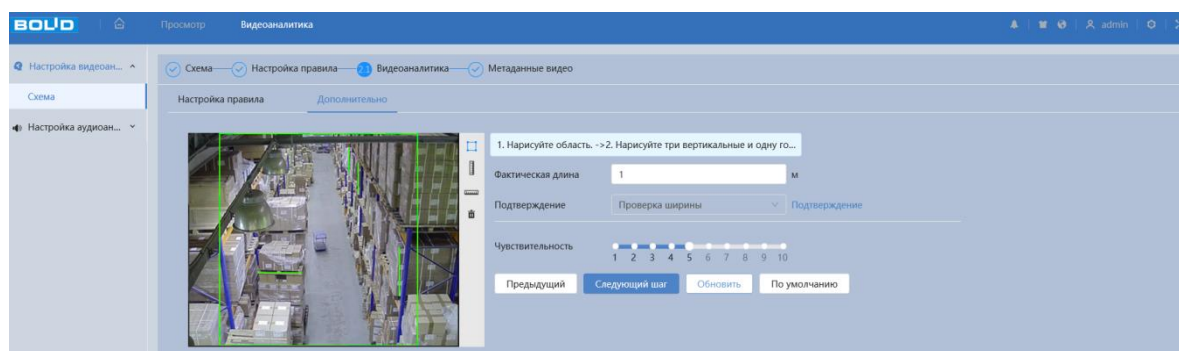 BOLID
Просмотр
Видеоаналитика
admin
Настройка видеоан...
Схема
Настройка аудиоан...
Схема
Настройка правила
2.1
Видеоаналитика
Метаданные видео
Настройка правила
Дополнительно
1. Нарисуйте область. ->2. Нарисуйте три вертикальные и одну го...
Фактическая длина
1
м
Подтверждение
Проверка ширины
Подтверждение
Чувствительность
1 2 3 4 5 6 7 8 9 10
Предыдущий
Следующий шаг
Обновить
По умолчанию